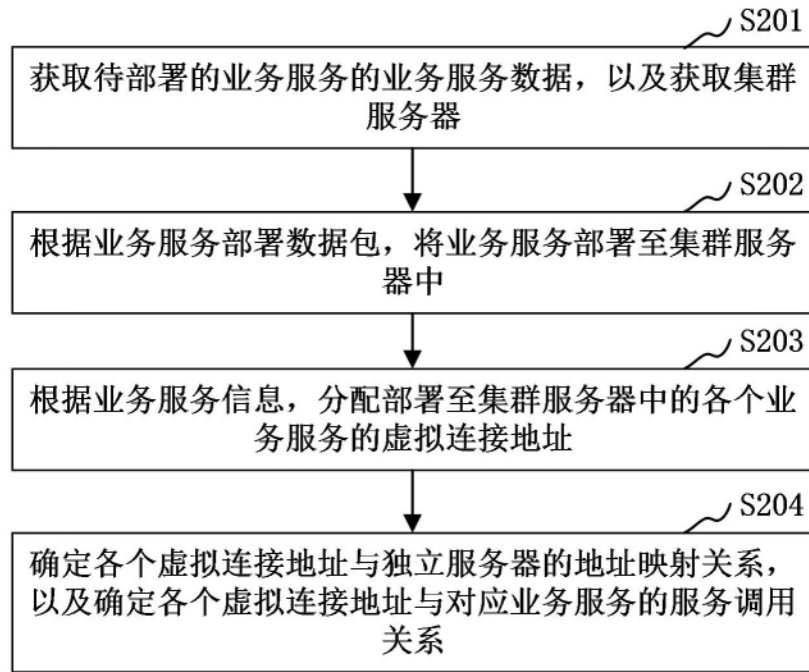 S201
获取待部署的业务服务的业务服务数据，以及获取集群
服务器
S202
根据业务服务部署数据包，将业务服务部署至集群服务
器中
S203
根据业务服务信息，分配部署至集群服务器中的各个业
务服务的虚拟连接地址
S204
确定各个虚拟连接地址与独立服务器的地址映射关系，
以及确定各个虚拟连接地址与对应业务服务的服务调用
关系